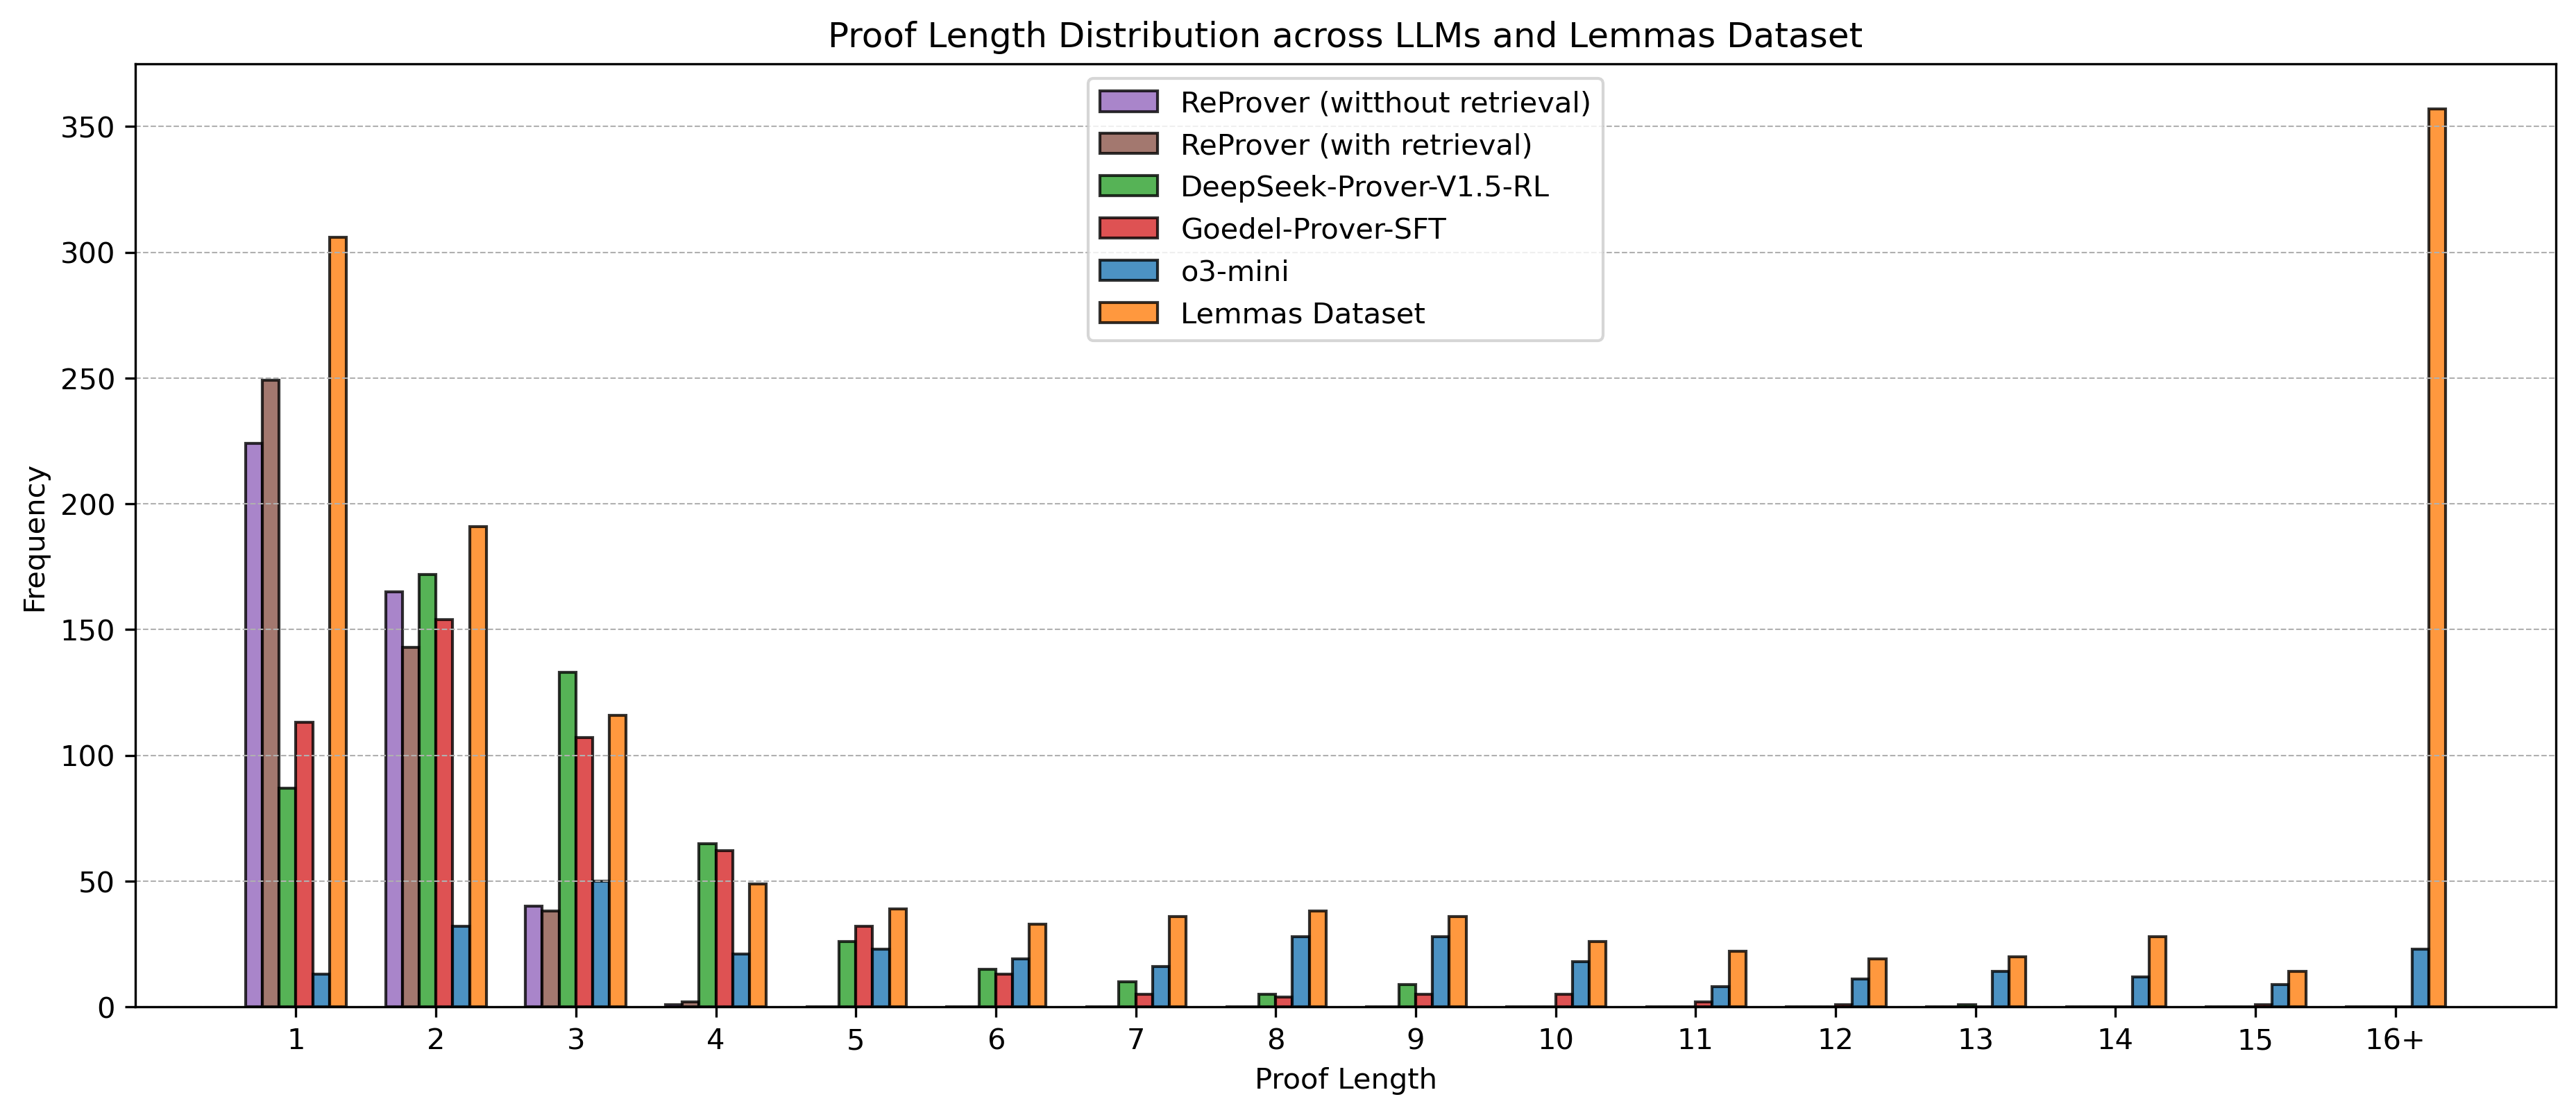 Proof Length Distribution across LLMs and Lemmas Dataset
ReProver (witthout retrieval)
ReProver (with retrieval)
DeepSeek-Prover-V1.5-RL
Goedel-Prover-SFT
o3-mini
Lemmas Dataset
Frequency
350
300
250
200
150
100
50
0
1 2 3 4 5 6 7 8 9 10 11 12 13 14 15 16+
Proof Length